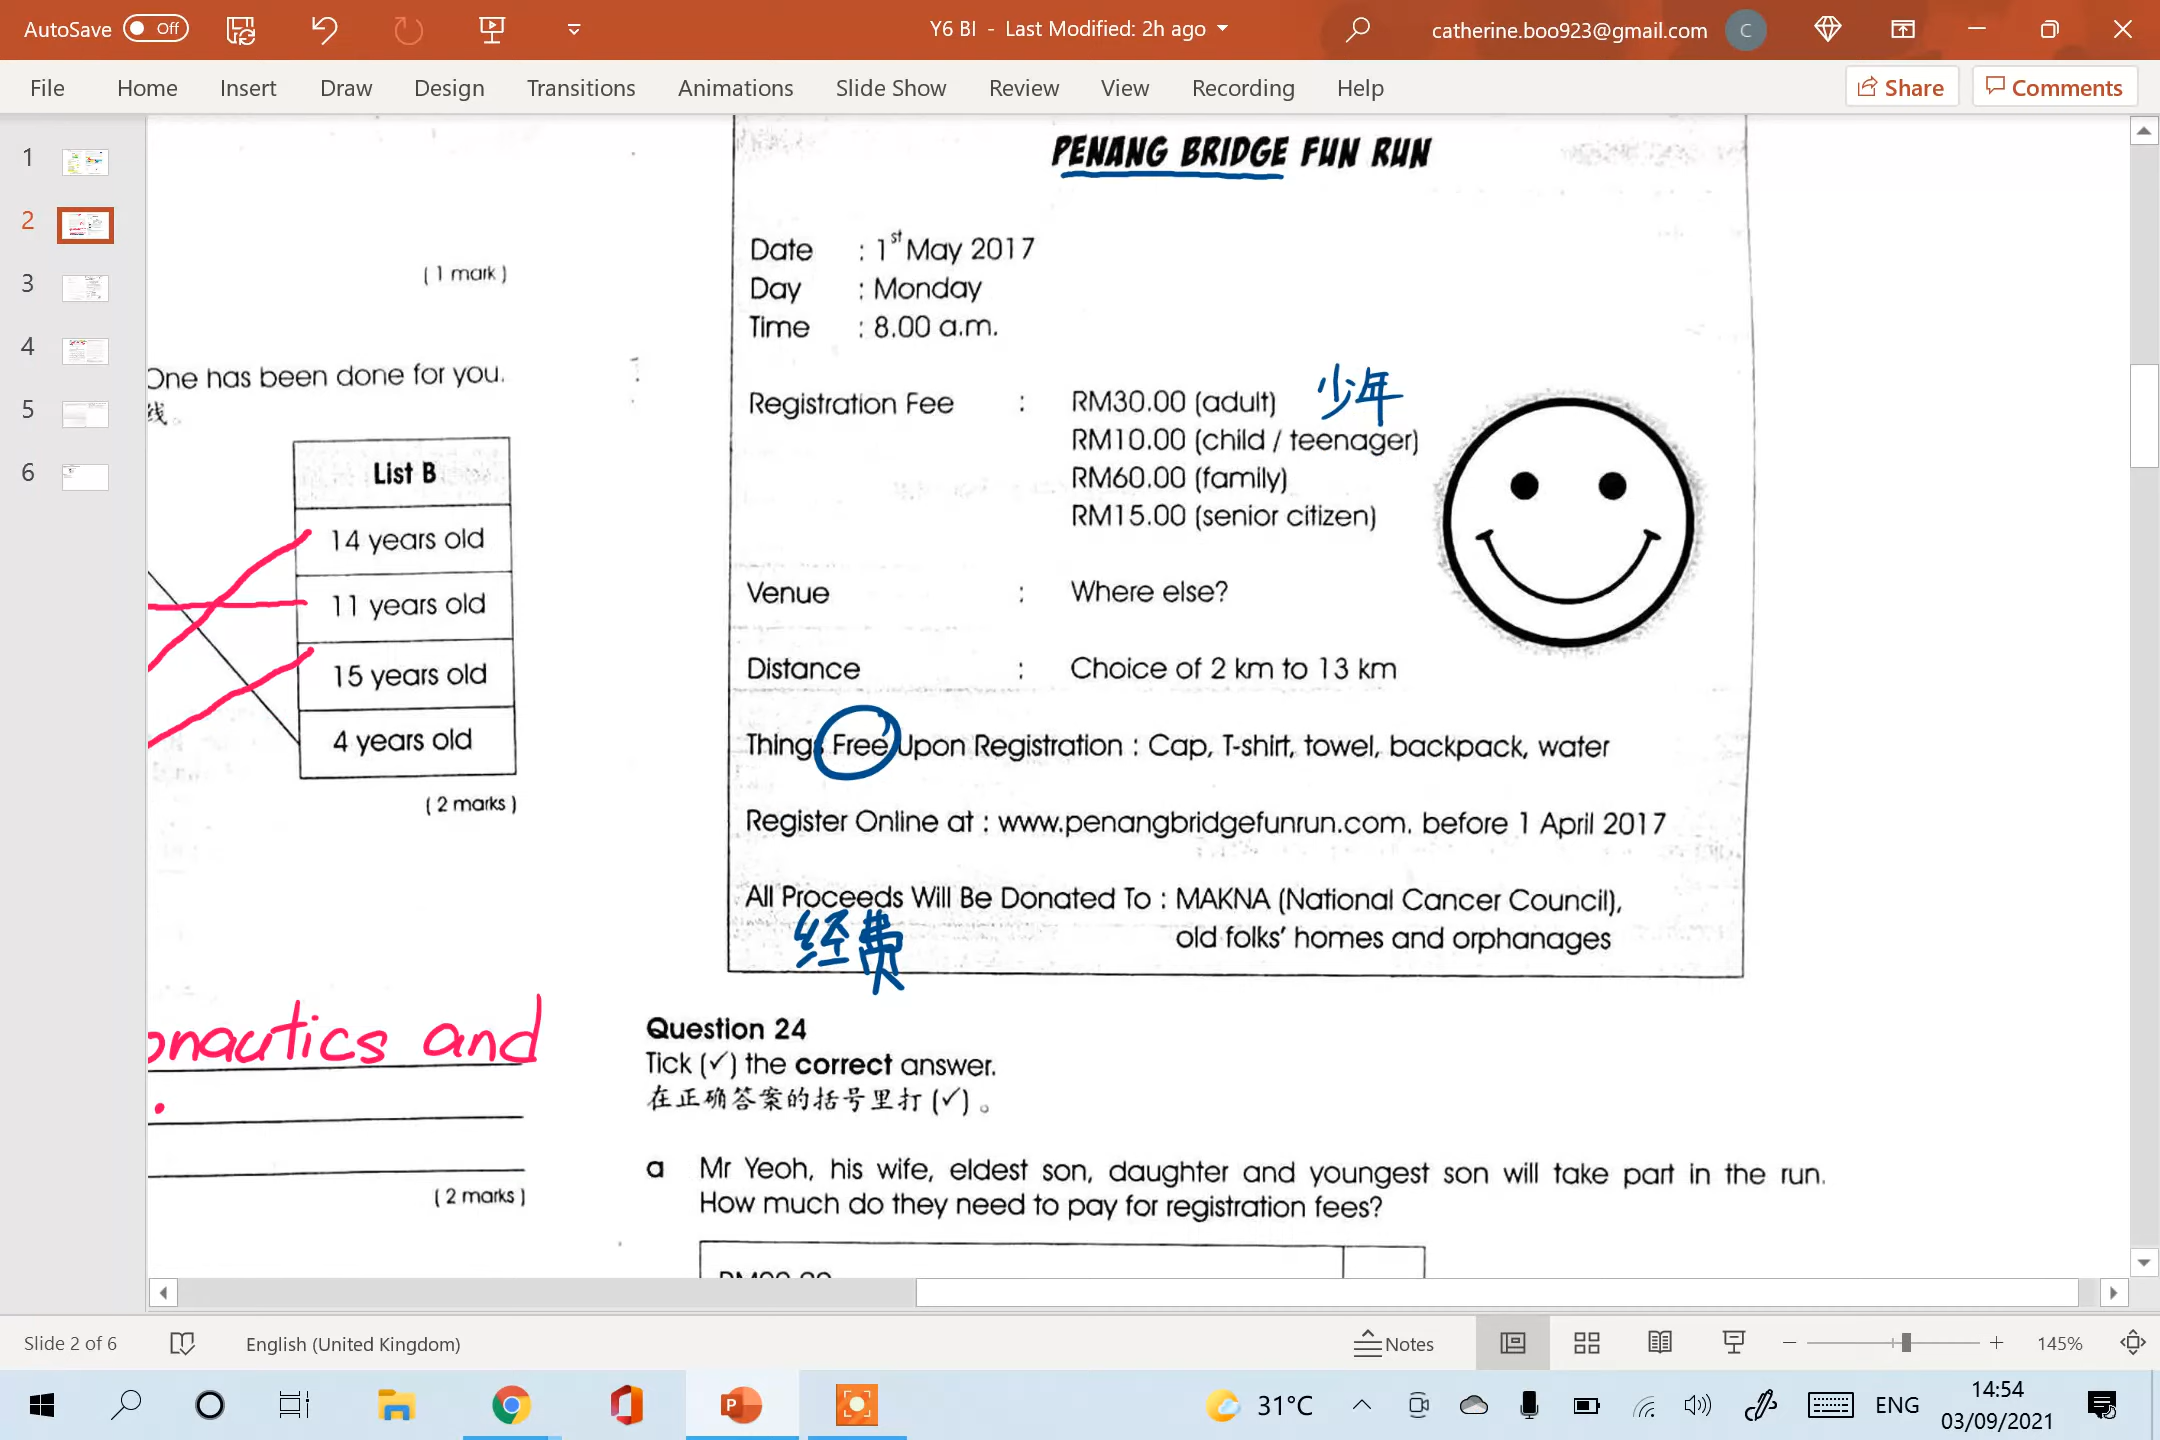 AutoSave Off
Y6 BI - Last Modified: 2h ago
catherine.boo923@gmail.com
C
File Home Insert Draw Design Transitions Animations Slide Show Review View Recording Help
Share
Comments
1
2
3
4
5
6
( 1 mark )
One has been done for you.
线。
List B
14 years old
11 years old
15 years old
4 years old
( 2 marks )
onautics and
.
( 2 marks )
PENANG BRIDGE FUN RUN
Date : 1st May 2017
Day : Monday
Time : 8.00 a.m.
少年
Registration Fee : RM30.00 (adult)
RM10.00 (child / teenager)
RM60.00 (family)
RM15.00 (senior citizen)
Venue : Where else?
Distance : Choice of 2 km to 13 km
Things Free Upon Registration : Cap, T-shirt, towel, backpack, water
Register Online at : www.penangbridgefunrun.com. before 1 April 2017
All Proceeds Will Be Donated To : MAKNA (National Cancer Council),
old folks' homes and orphanages
经费
Question 24
Tick (✓) the correct answer.
在正确答案的括号里打 (✓) 。
a Mr Yeoh, his wife, eldest son, daughter and youngest son will take part in the run.
How much do they need to pay for registration fees?
Slide 2 of 6
English (United Kingdom)
Notes
145%
31°C
ENG
14:54
03/09/2021